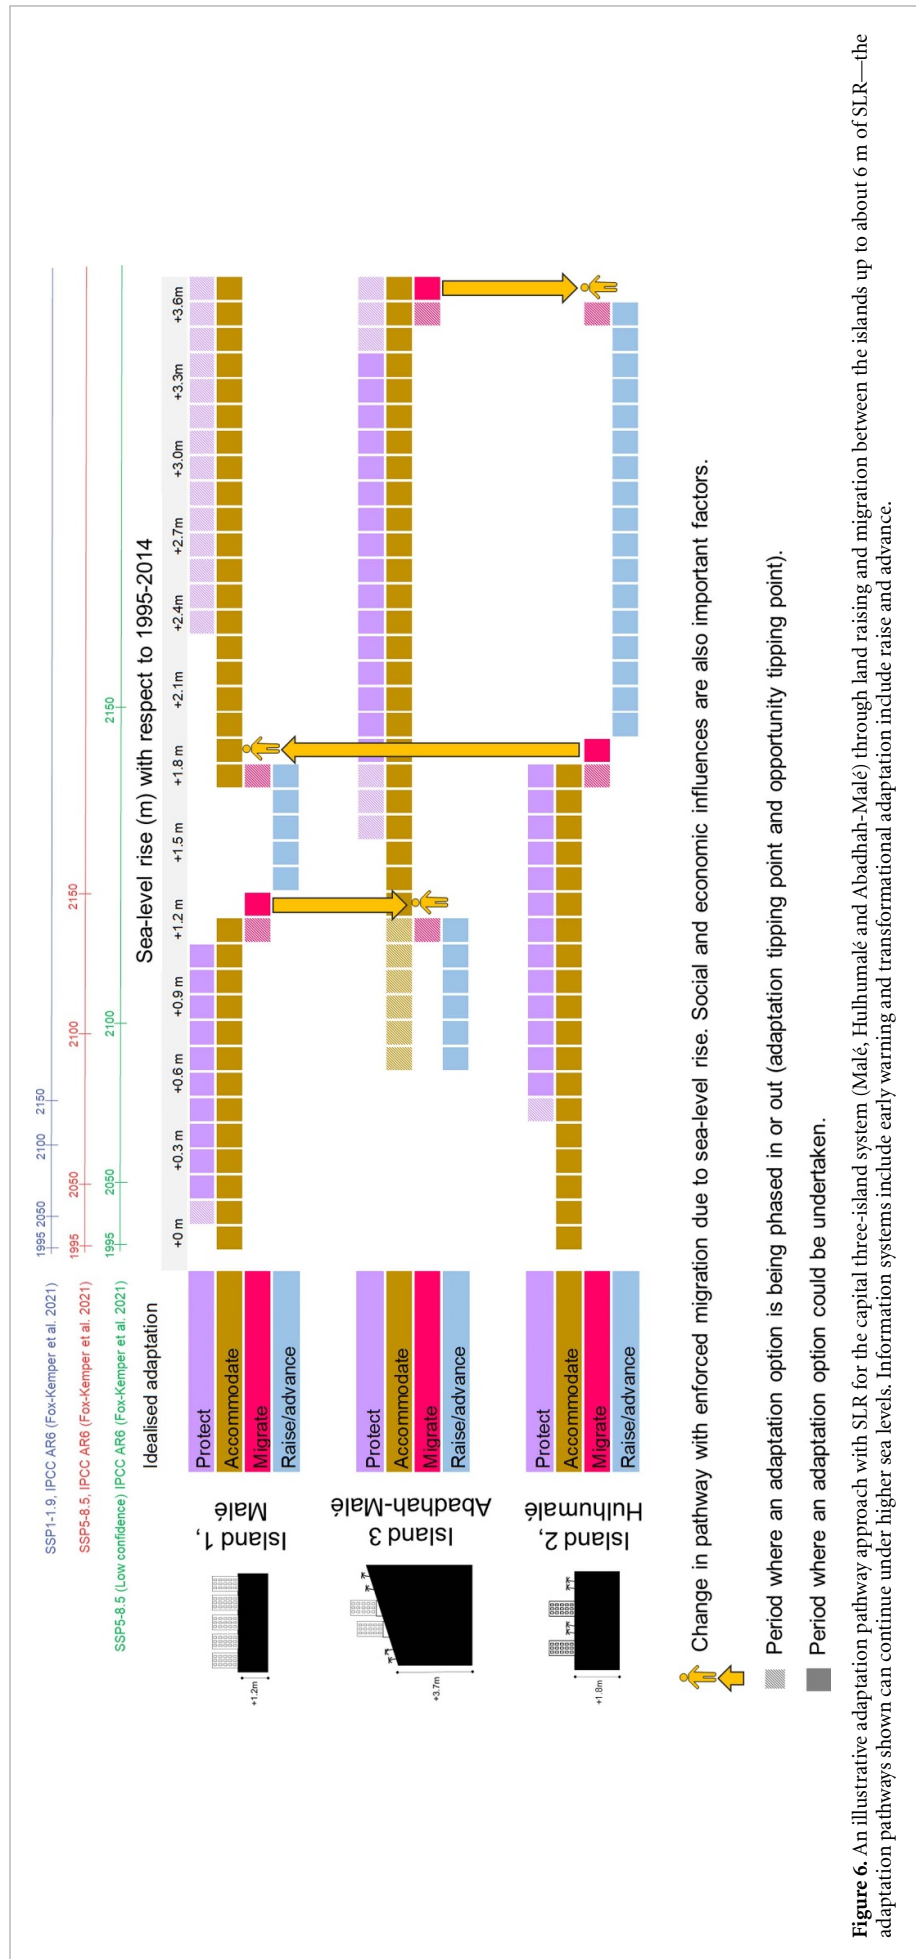 SSP1-1.9, IPCC AR6 (Fox-Kemper et al. 2021)
1995 2050 2100 2150
SSP5-8.5, IPCC AR6 (Fox-Kemper et al. 2021)
1995 2050 2100 2150
SSP5-8.5 (Low confidence) IPCC AR6 (Fox-Kemper et al. 2021)
1995 2050 2100 2150
Sea-level rise (m) with respect to 1995-2014
Idealised adaptation
+0 m +0.3 m +0.6 m +0.9 m +1.2 m +1.5 m +1.8 m +2.1m +2.4m +2.7m +3.0m +3.3m +3.6m
Island 1,
Malé
+1.2m
Protect
Accommodate
Migrate
Raise/advance
Island 3
Abadhah-Malé
+3.7m
Protect
Accommodate
Migrate
Raise/advance
Island 2,
Hulhumalé
+1.8m
Protect
Accommodate
Migrate
Raise/advance
Change in pathway with enforced migration due to sea-level rise. Social and economic influences are also important factors.
Period where an adaptation option is being phased in or out (adaptation tipping point and opportunity tipping point).
Period where an adaptation option could be undertaken.
Figure 6. An illustrative adaptation pathway approach with SLR for the capital three-island system (Malé, Hulhumalé and Abadhah-Malé) through land raising and migration between the islands up to about 6 m of SLR—the
adaptation pathways shown can continue under higher sea levels. Information systems include early warning and transformational adaptation include raise and advance.